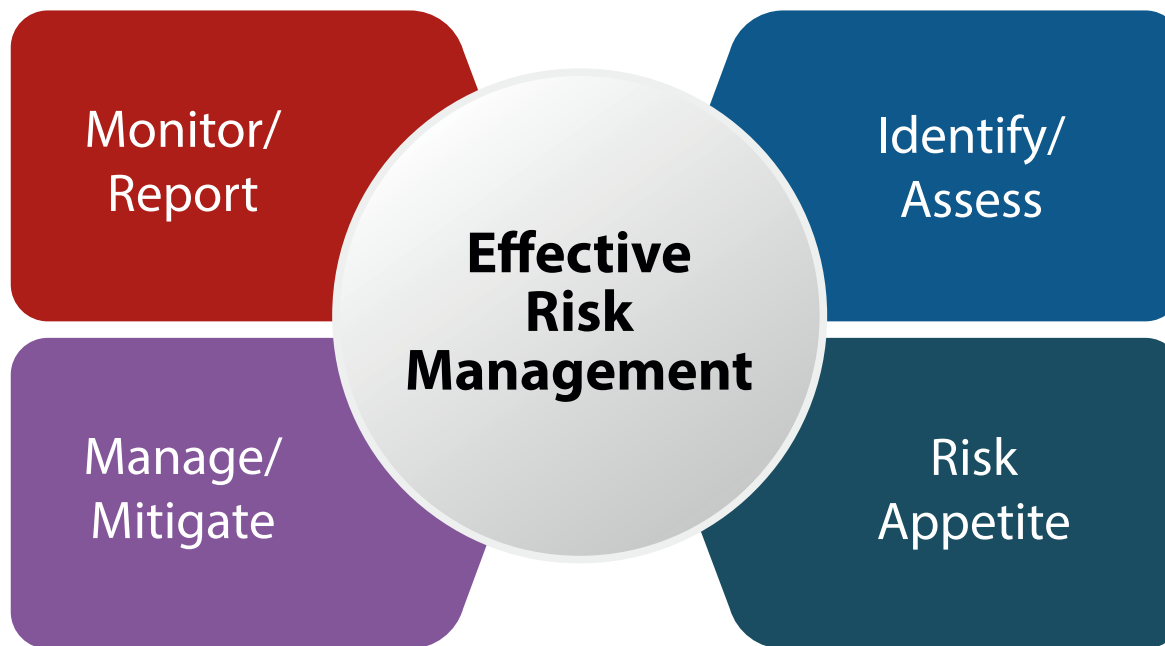 Monitor/
Report
Identify/
Assess
Effective
Risk
Management
Manage/
Mitigate
Risk
Appetite